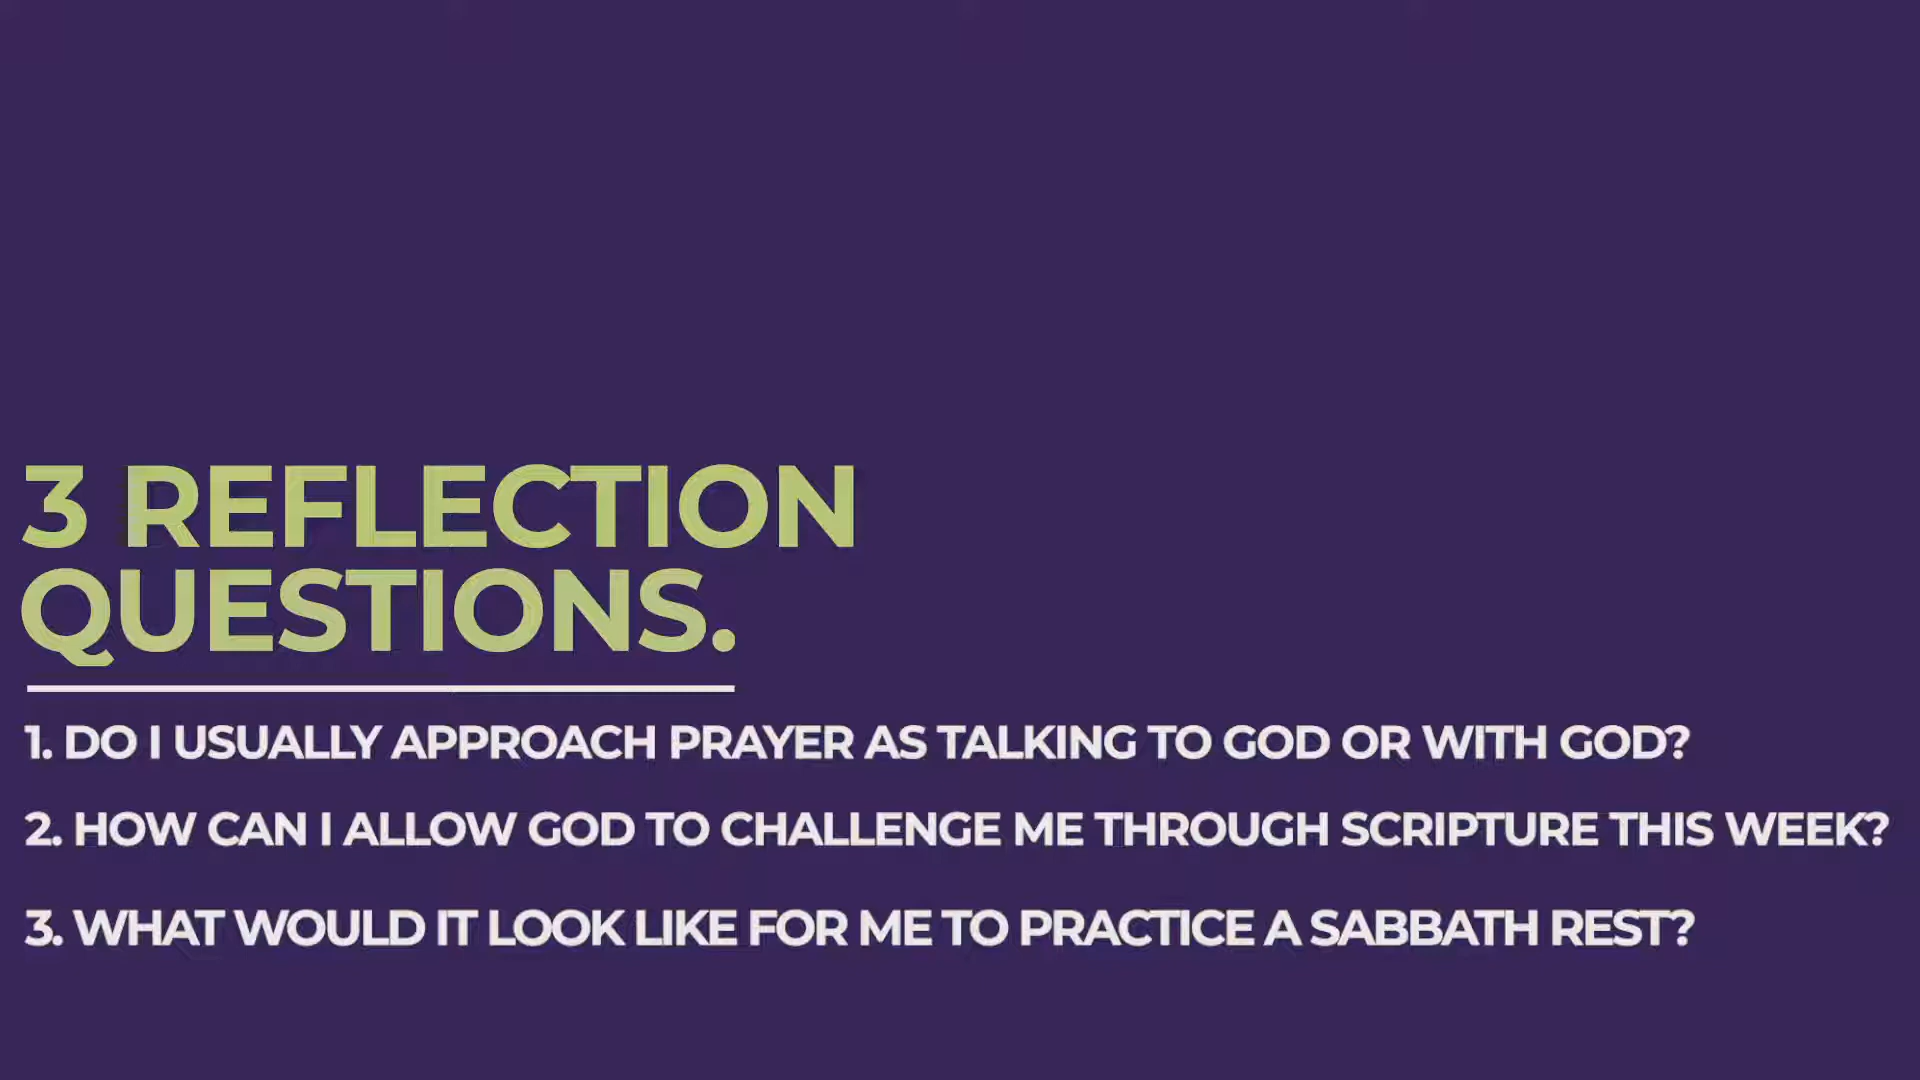 3 REFLECTION
QUESTIONS.
1. DO I USUALLY APPROACH PRAYER AS TALKING TO GOD OR WITH GOD?
2. HOW CAN I ALLOW GOD TO CHALLENGE ME THROUGH SCRIPTURE THIS WEEK?
3. WHAT WOULD IT LOOK LIKE FOR ME TO PRACTICE A SABBATH REST?